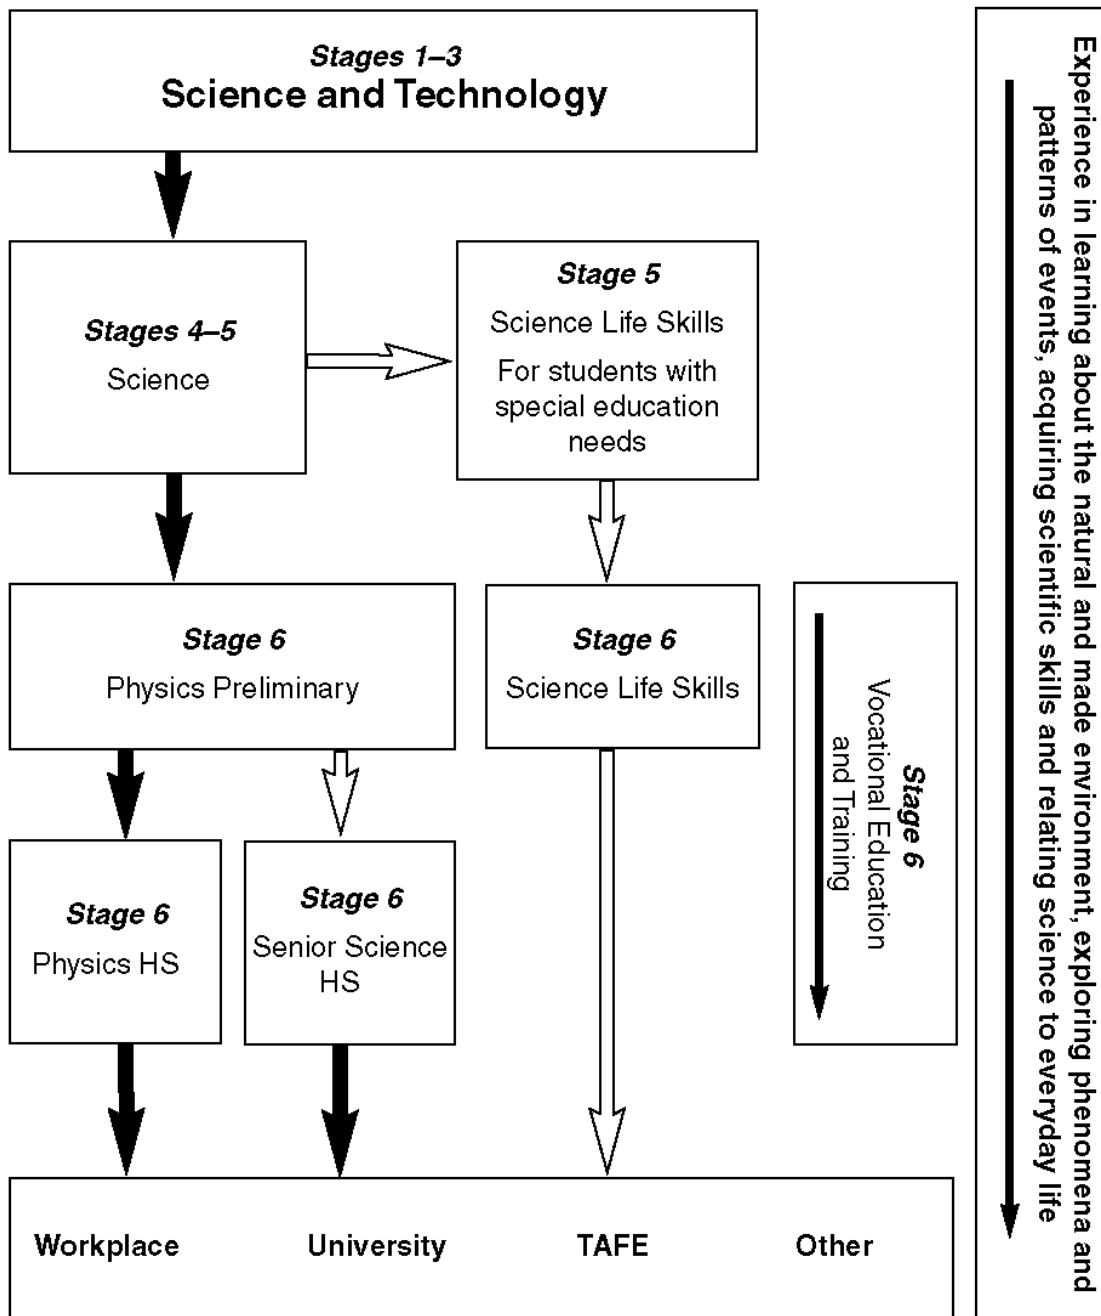 Stages 1–3
Science and Technology
Stages 4–5
Science
Stage 5
Science Life Skills
For students with
special education
needs
Stage 6
Physics Preliminary
Stage 6
Science Life Skills
Stage 6
Vocational Education
and Training
Stage 6
Physics HS
Stage 6
Senior Science
HS
Workplace
University
TAFE
Other
Experience in learning about the natural and made environment, exploring phenomena and
patterns of events, acquiring scientific skills and relating science to everyday life